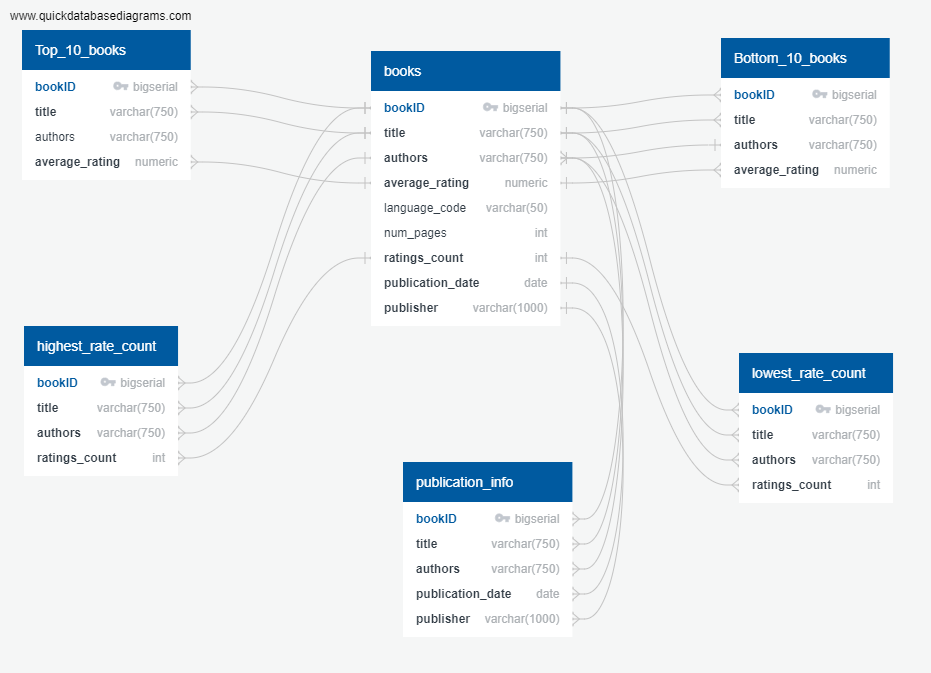 www.quickdatabasediagrams.com
Top_10_books
bookID bigserial
title varchar(750)
authors varchar(750)
average_rating numeric
books
bookID bigserial
title varchar(750)
authors varchar(750)
average_rating numeric
language_code varchar(50)
num_pages int
ratings_count int
publication_date date
publisher varchar(1000)
Bottom_10_books
bookID bigserial
title varchar(750)
authors varchar(750)
average_rating numeric
highest_rate_count
bookID bigserial
title varchar(750)
authors varchar(750)
ratings_count int
lowest_rate_count
bookID bigserial
title varchar(750)
authors varchar(750)
ratings_count int
publication_info
bookID bigserial
title varchar(750)
authors varchar(750)
publication_date date
publisher varchar(1000)